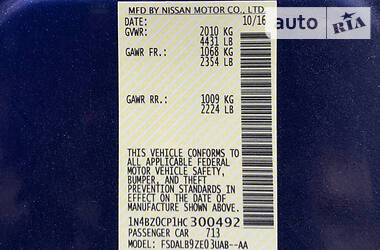 MFD BY NISSAN MOTOR CO., LTD
DATE: 10/16
GVWR: 2010 KG
4431 LB
GAWR FR.: 1068 KG
2354 LB
GAWR RR.: 1009 KG
2224 LB
THIS VEHICLE CONFORMS TO
ALL APPLICABLE FEDERAL
MOTOR VEHICLE SAFETY,
BUMPER, AND THEFT
PREVENTION STANDARDS IN
EFFECT ON THE DATE OF
MANUFACTURE SHOWN ABOVE.
1N4BZ0CP1HC300492
PASSENGER CAR 713
MODEL: FSDALB9ZE03UAB--AA
auto RIA